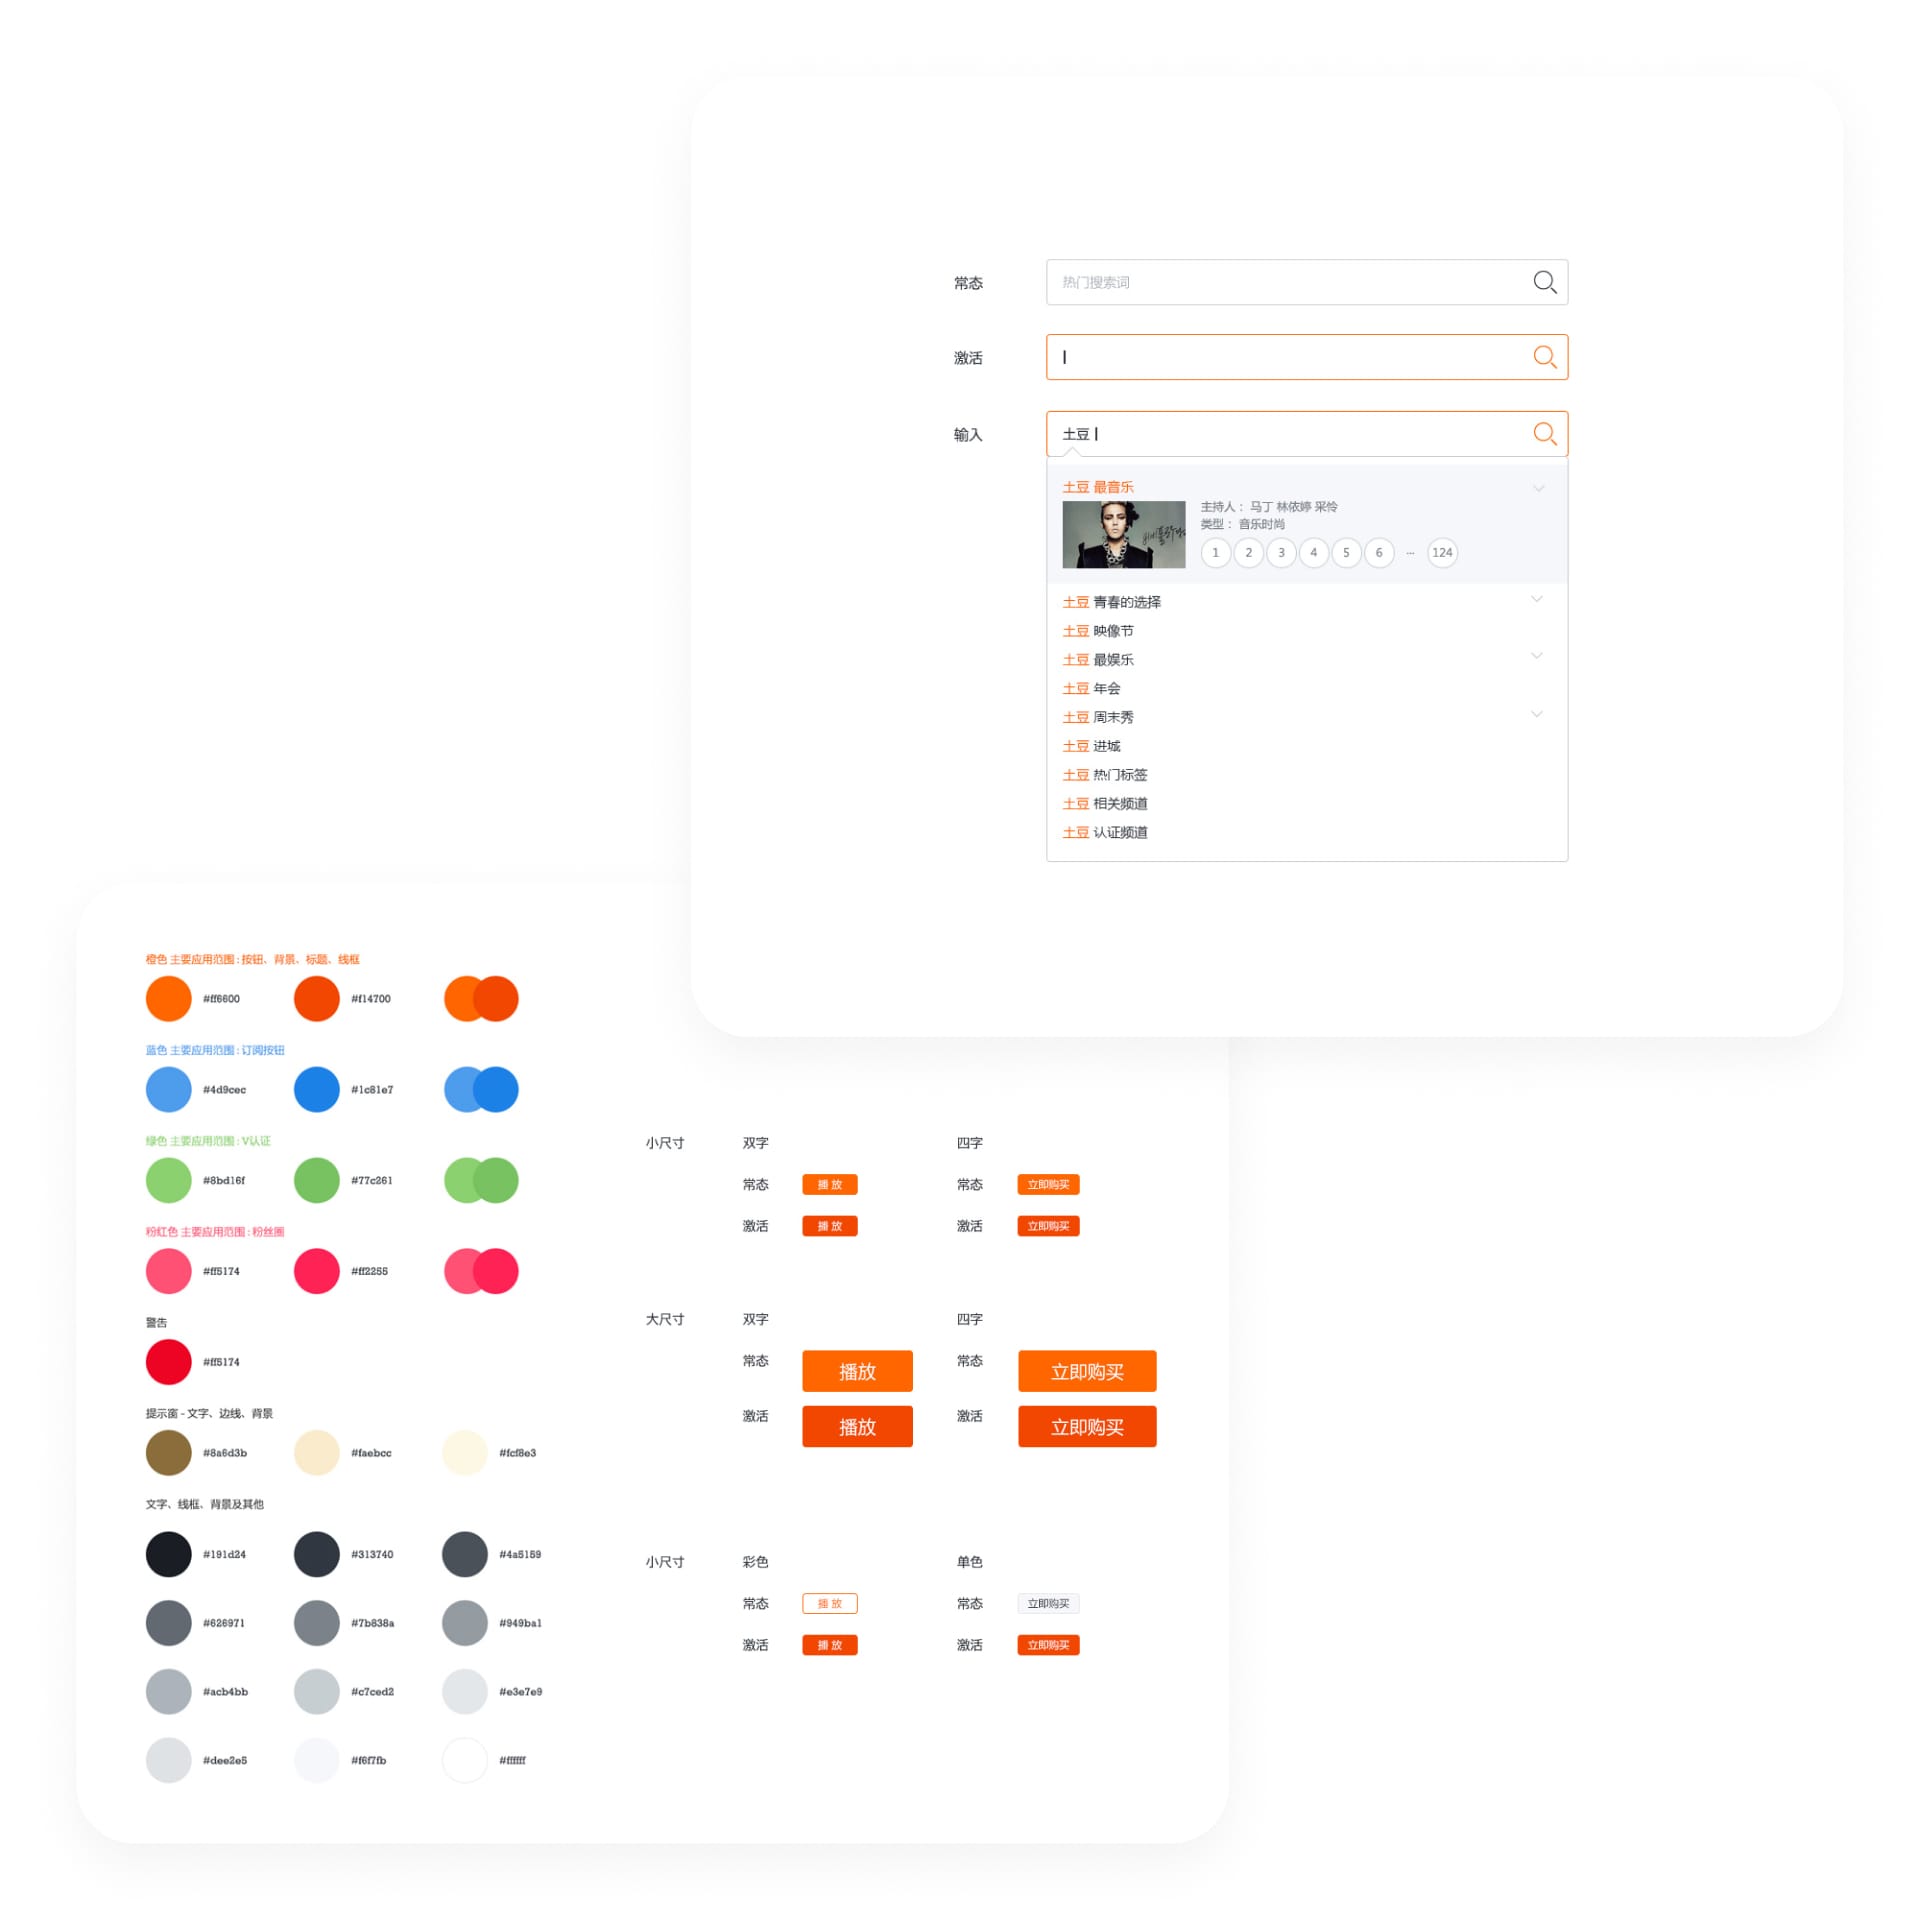 常态
热门搜索词
激活
输入
土豆
土豆 最音乐
主持人： 马丁 林依婷 采伶
类型： 音乐时尚
1 2 3 4 5 6 ··· 124
土豆 青春的选择
土豆 映像节
土豆 最娱乐
土豆 年会
土豆 周末秀
土豆 进城
土豆 热门标签
土豆 相关频道
土豆 认证频道
橙色 主要应用范围 : 按钮、背景、标题、线框
#ff6600 #f14700
蓝色 主要应用范围 : 订阅按钮
#4d9cec #1c81e7
绿色 主要应用范围 : V认证
#8bd16f #77c261
粉红色 主要应用范围 : 粉丝圈
#ff5174 #ff2255
警告
#ff5174
提示窗 - 文字、边线、背景
#8a6d3b #faebcc #fcf8e3
文字、线框、背景及其他
#191d24 #313740 #4a5159
#626971 #7b838a #949ba1
#acb4bb #c7ced2 #e3e7e9
#dee2e5 #f6f7fb #ffffff
小尺寸 双字 四字
常态 播 放 常态 立即购买
激活 播 放 激活 立即购买
大尺寸 双字 四字
常态 播放 常态 立即购买
激活 播放 激活 立即购买
小尺寸 彩色 单色
常态 播 放 常态 立即购买
激活 播 放 激活 立即购买